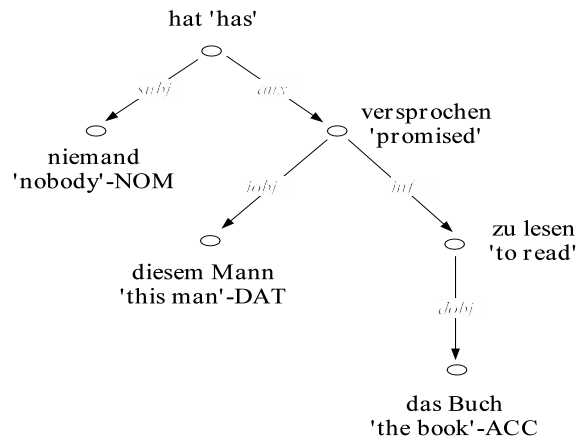 hat 'has'
subj
aux
versprochen
'promised'
niemand
'nobody'-NOM
iobj
inf
zu lesen
'to read'
diesem Mann
'this man'-DAT
dobj
das Buch
'the book'-ACC